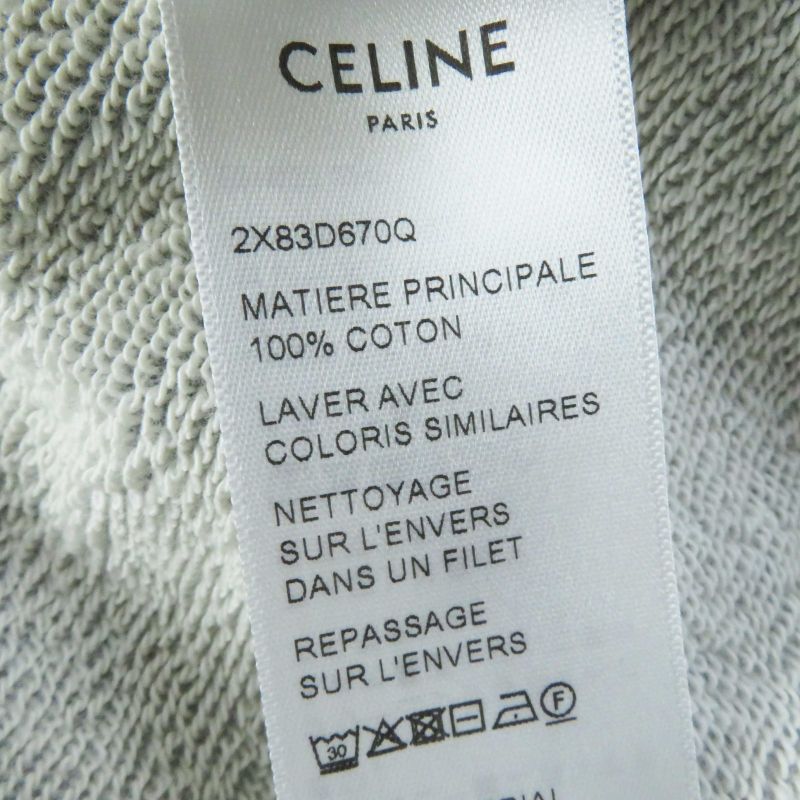 CELINE
PARIS
2X83D670Q
MATIERE PRINCIPALE
100% COTON
LAVER AVEC
COLORIS SIMILAIRES
NETTOYAGE
SUR L'ENVERS
DANS UN FILET
REPASSAGE
SUR L'ENVERS
30 F